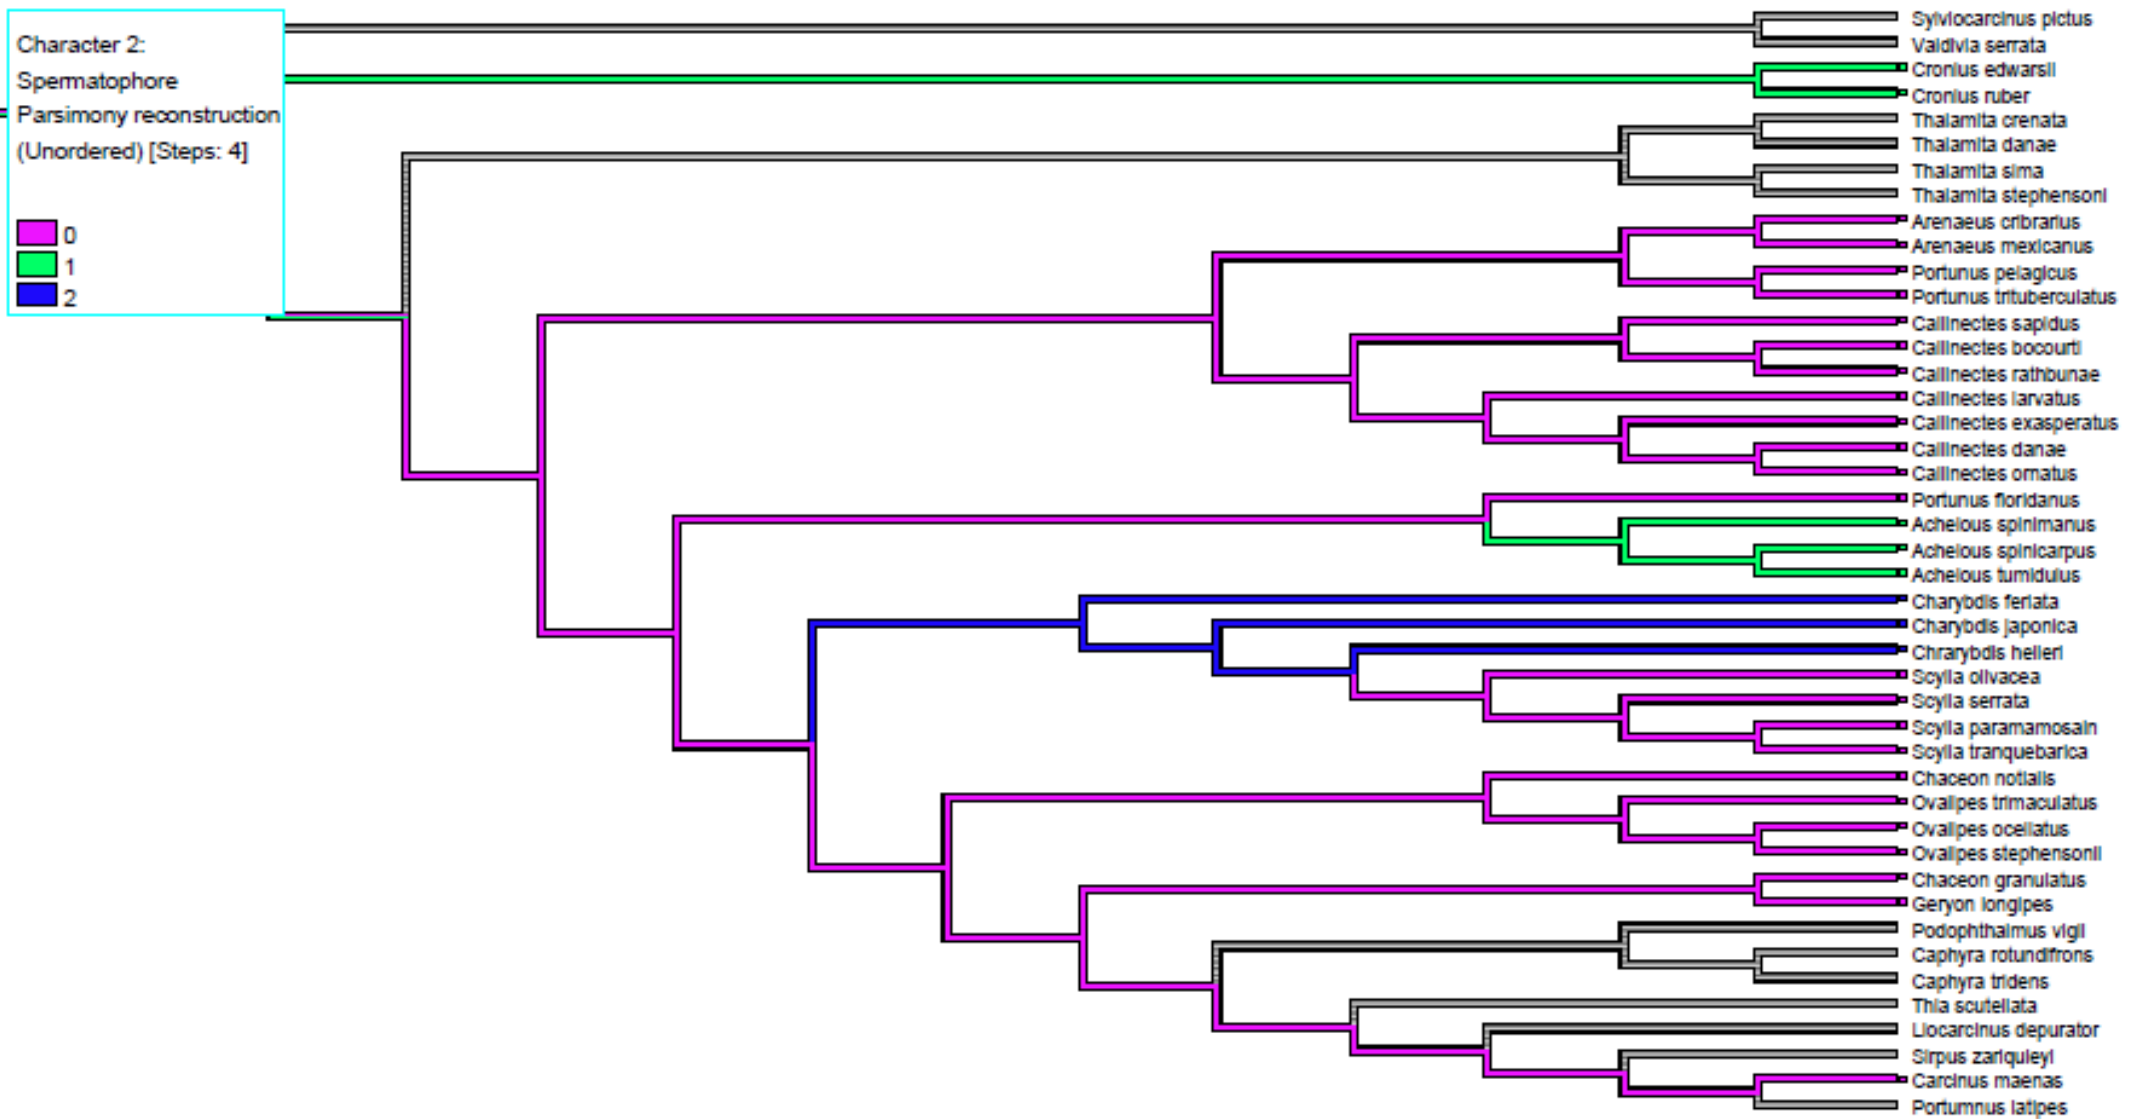 Character 2:
Spermatophore
Parsimony reconstruction
(Unordered) [Steps: 4]
0
1
2
Sylviocarcinus pictus
Valdivia serrata
Cronius edwarsii
Cronius ruber
Thalamita crenata
Thalamita danae
Thalamita sima
Thalamita stephensoni
Arenaeus cribrarius
Arenaeus mexicanus
Portunus pelagicus
Portunus trituberculatus
Callinectes sapidus
Callinectes bocourti
Callinectes rathbunae
Callinectes larvatus
Callinectes exasperatus
Callinectes danae
Callinectes ornatus
Portunus floridanus
Achelous spinimanus
Achelous spinicarpus
Achelous tumidulus
Charybdis feriata
Charybdis japonica
Chrarybdis helleri
Scylla olivacea
Scylla serrata
Scylla paramamosain
Scylla tranquebarica
Chaceon notialis
Ovalipes trimaculatus
Ovalipes ocellatus
Ovalipes stephensonii
Chaceon granulatus
Geryon longipes
Podophthalmus vigil
Caphyra rotundifrons
Caphyra tridens
Thia scutellata
Liocarcinus depurator
Sirpus zariquieyi
Carcinus maenas
Portumnus latipes